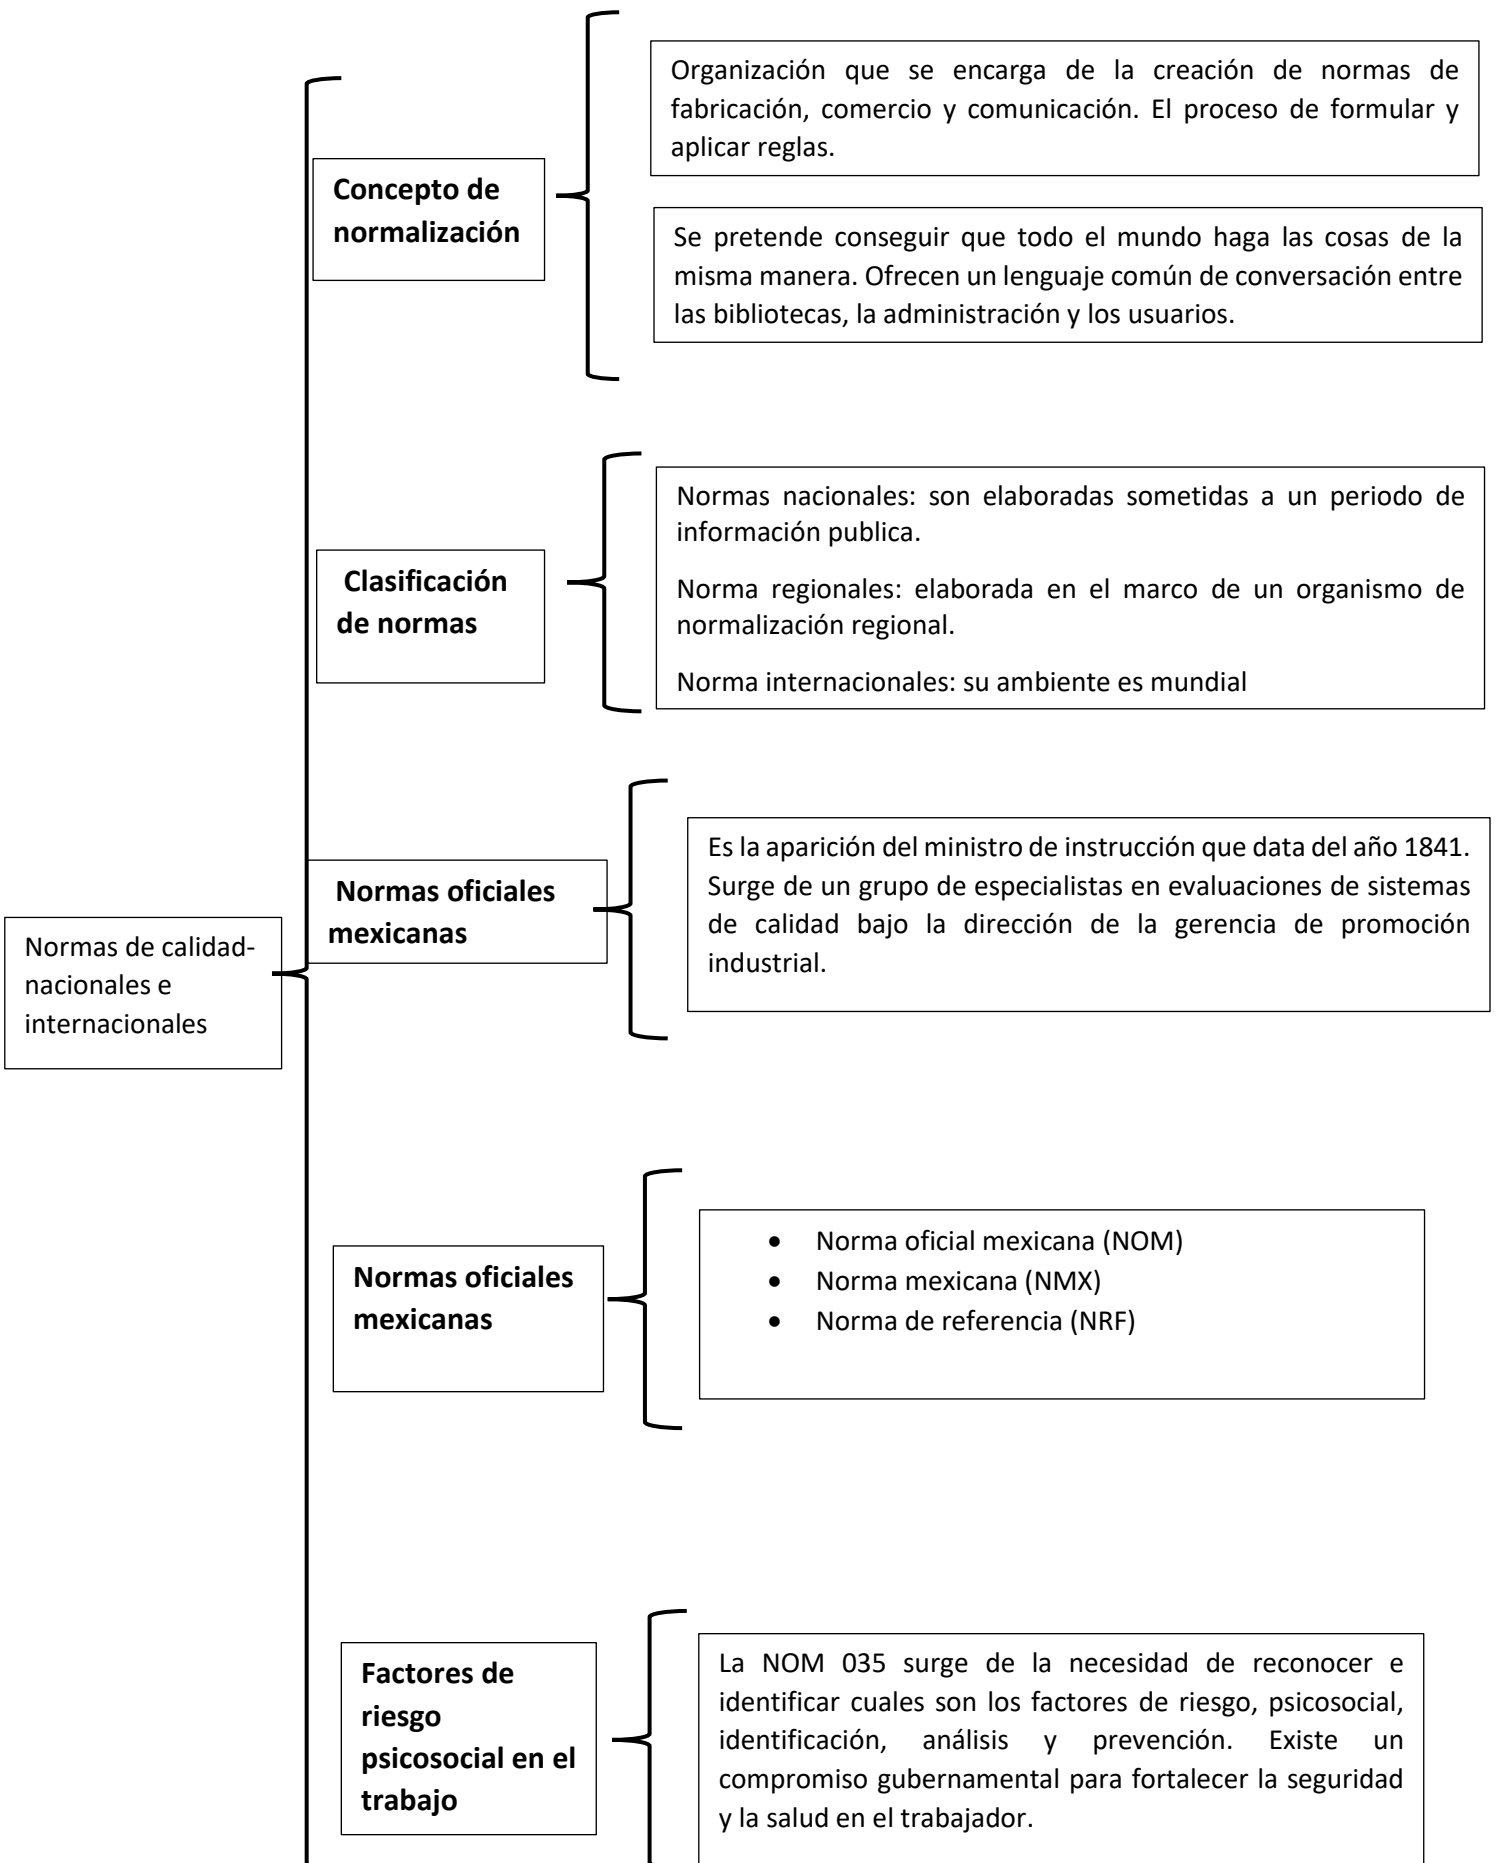 Organización que se encarga de la creación de normas de
fabricación, comercio y comunicación. El proceso de formular y
aplicar reglas.
Concepto de
normalización
Se pretende conseguir que todo el mundo haga las cosas de la
misma manera. Ofrecen un lenguaje común de conversación entre
las bibliotecas, la administración y los usuarios.
Normas nacionales: son elaboradas sometidas a un periodo de
información publica.
Clasificación
de normas
Norma regionales: elaborada en el marco de un organismo de
normalización regional.
Norma internacionales: su ambiente es mundial
Normas oficiales
mexicanas
Es la aparición del ministro de instrucción que data del año 1841.
Surge de un grupo de especialistas en evaluaciones de sistemas
de calidad bajo la dirección de la gerencia de promoción
industrial.
Normas de calidad-
nacionales e
internacionales
Normas oficiales
mexicanas
• Norma oficial mexicana (NOM)
• Norma mexicana (NMX)
• Norma de referencia (NRF)
Factores de
riesgo
psicosocial en el
trabajo
La NOM 035 surge de la necesidad de reconocer e
identificar cuales son los factores de riesgo, psicosocial,
identificación, análisis y prevención. Existe un
compromiso gubernamental para fortalecer la seguridad
y la salud en el trabajador.